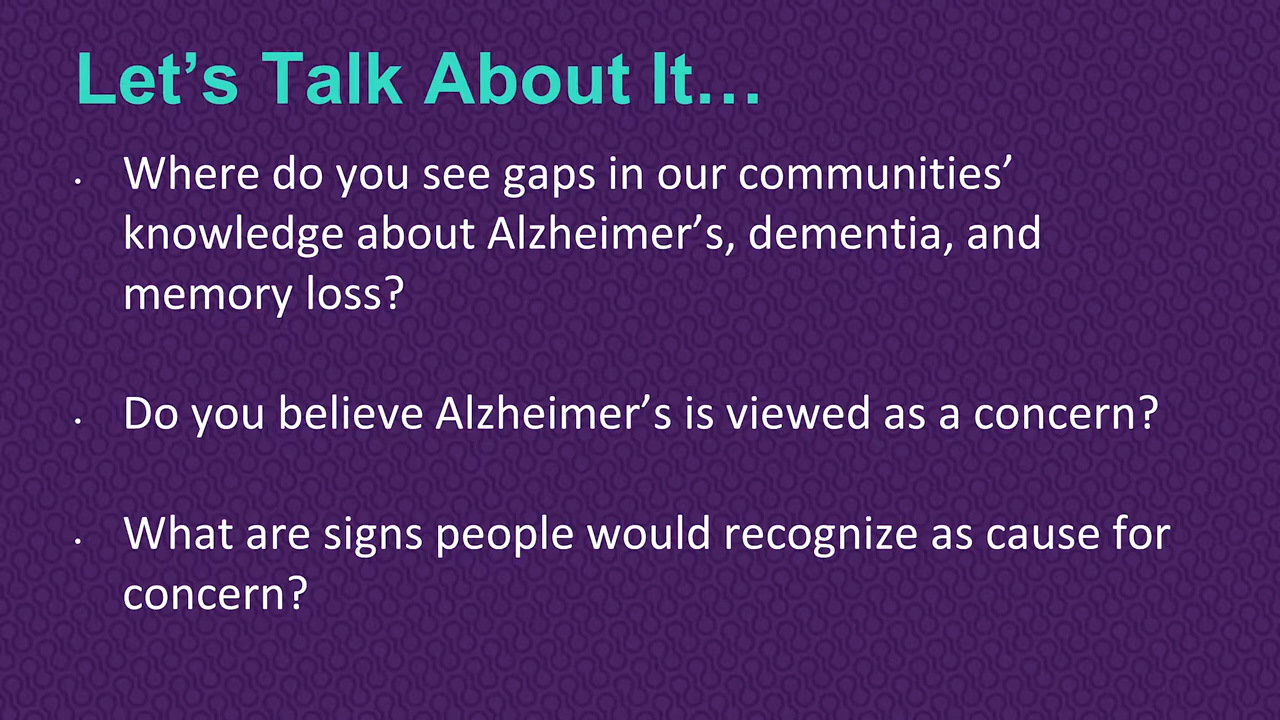 Let’s Talk About It…
• Where do you see gaps in our communities’
knowledge about Alzheimer’s, dementia, and
memory loss?
• Do you believe Alzheimer’s is viewed as a concern?
• What are signs people would recognize as cause for
concern?